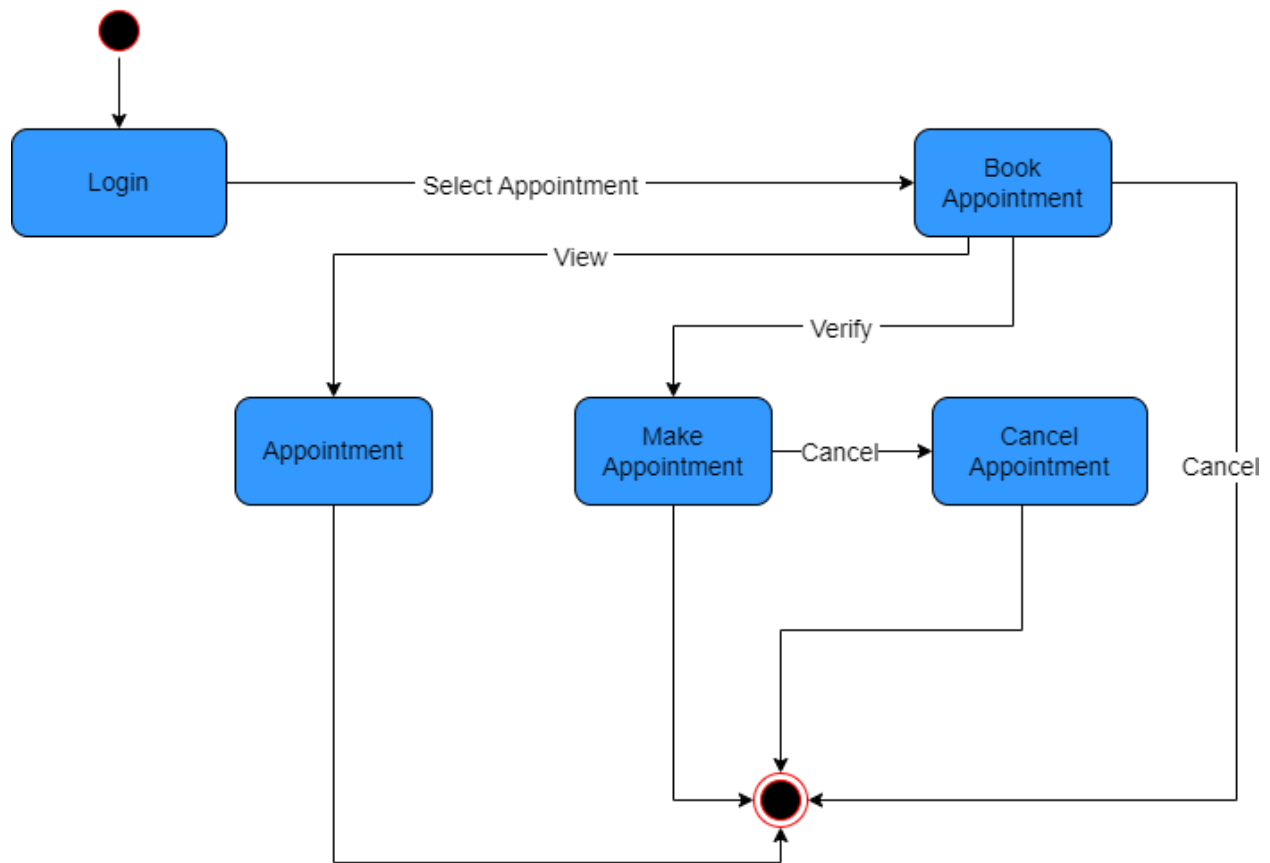 Login
Select Appointment
Book
Appointment
View
Verify
Appointment
Make
Appointment
Cancel
Cancel
Appointment
Cancel